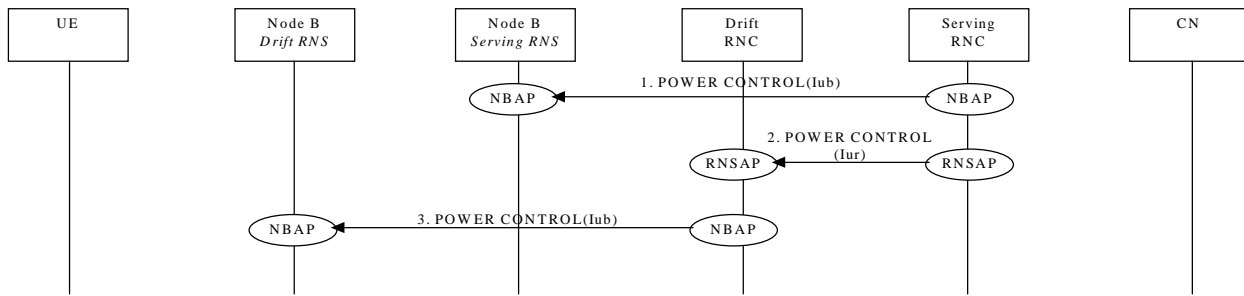 UE
Node B
Drift RNS
Node B
Serving RNS
Drift
RNC
Serving
RNC
CN
NBAP
1. POWER CONTROL(Iub)
NBAP
RNSAP
2. POWER CONTROL
(Iur)
RNSAP
NBAP
3. POWER CONTROL(Iub)
NBAP